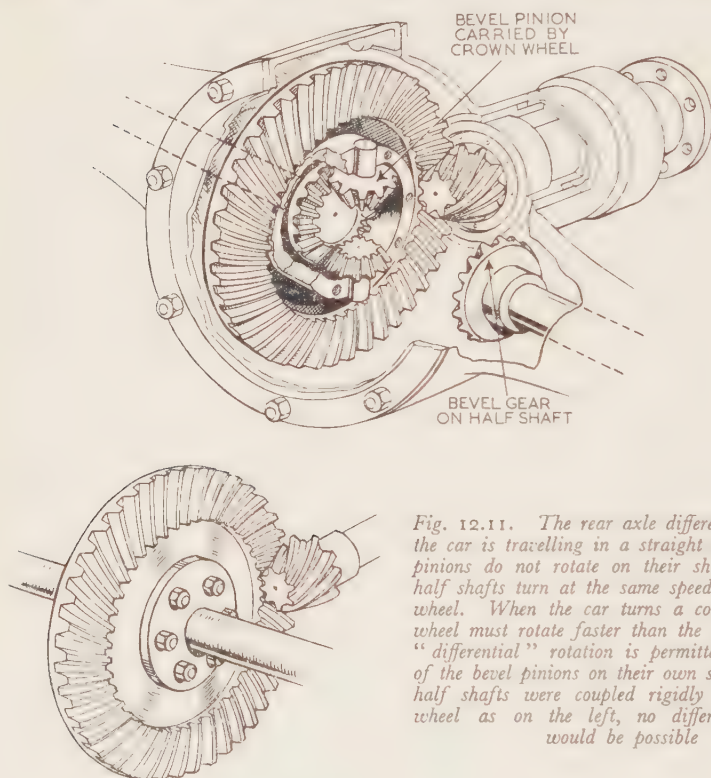 BEVEL PINION
CARRIED BY
CROWN WHEEL
BEVEL GEAR
ON HALF SHAFT
Fig. 12.11. The rear axle differe
the car is travelling in a straight
pinions do not rotate on their sh
half shafts turn at the same speed
wheel. When the car turns a co
wheel must rotate faster than the
“ differential ” rotation is permitt
of the bevel pinions on their own s
half shafts were coupled rigidly
wheel as on the left, no differ
would be possible